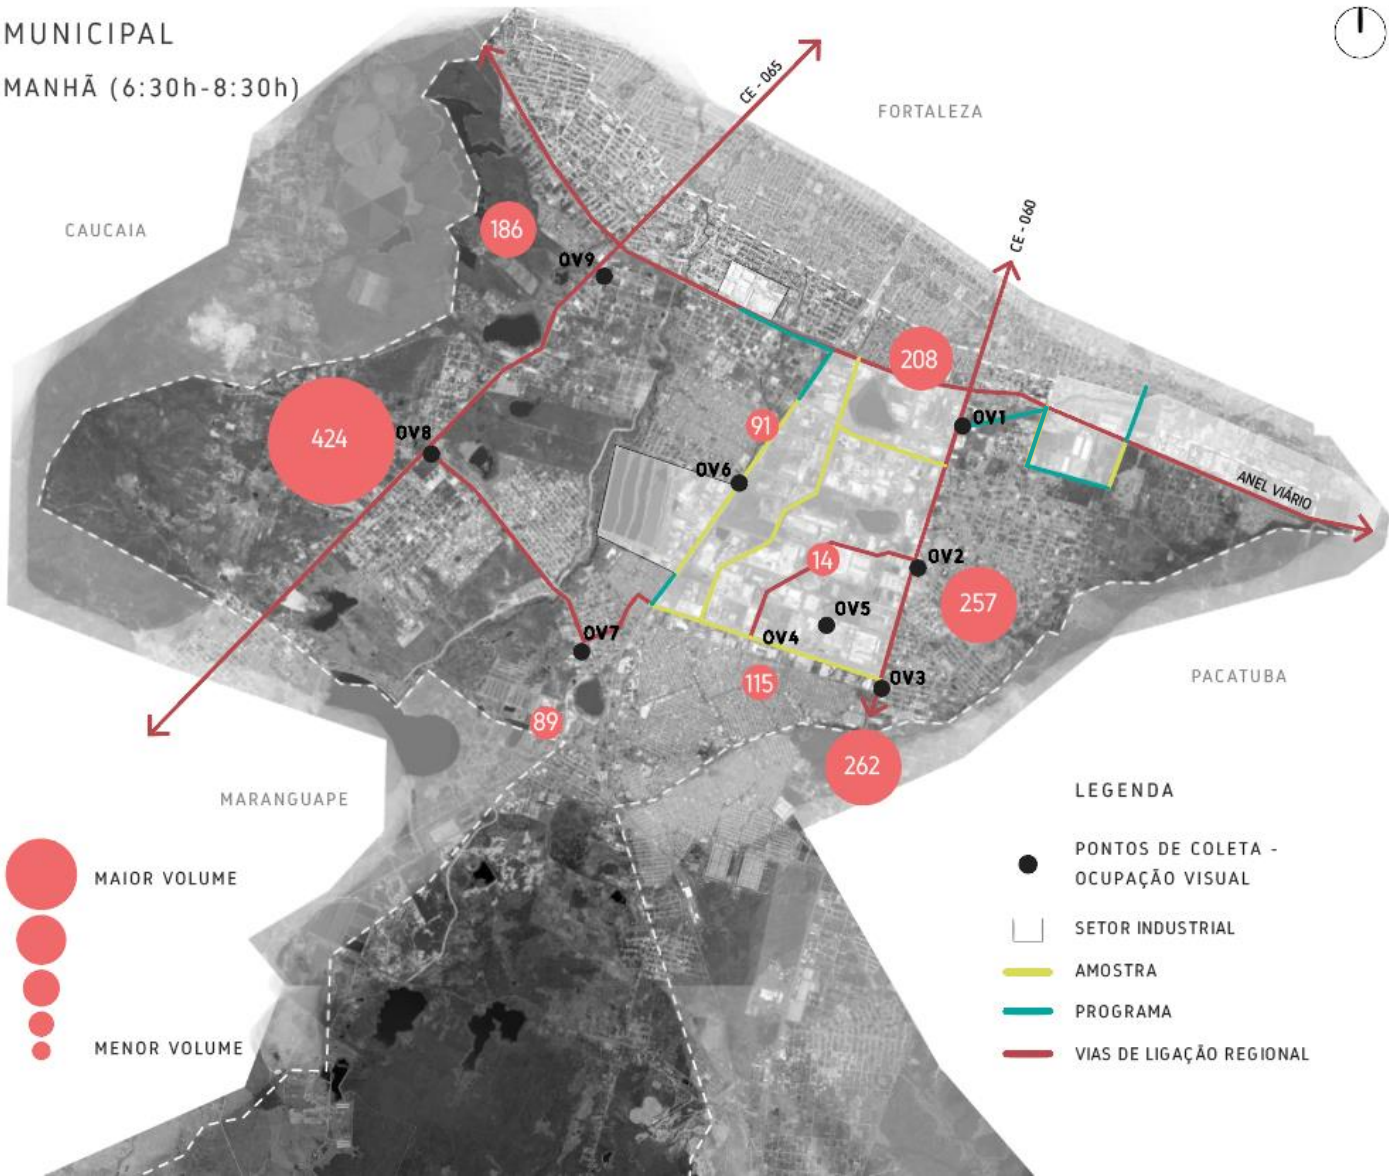 MUNICIPAL
MANHÃ (6:30h-8:30h)
CE - 065
FORTALEZA
CAUCAIA
CE - 060
186
OV9
208
424
OV8
91
OV1
OV6
ANEL VIÁRIO
14
OV2
257
OV5
OV7
OV4
OV3
115
PACATUBA
89
262
MARANGUAPE
LEGENDA
PONTOS DE COLETA -
OCUPAÇÃO VISUAL
SETOR INDUSTRIAL
AMOSTRA
PROGRAMA
VIAS DE LIGAÇÃO REGIONAL
MAIOR VOLUME
MENOR VOLUME